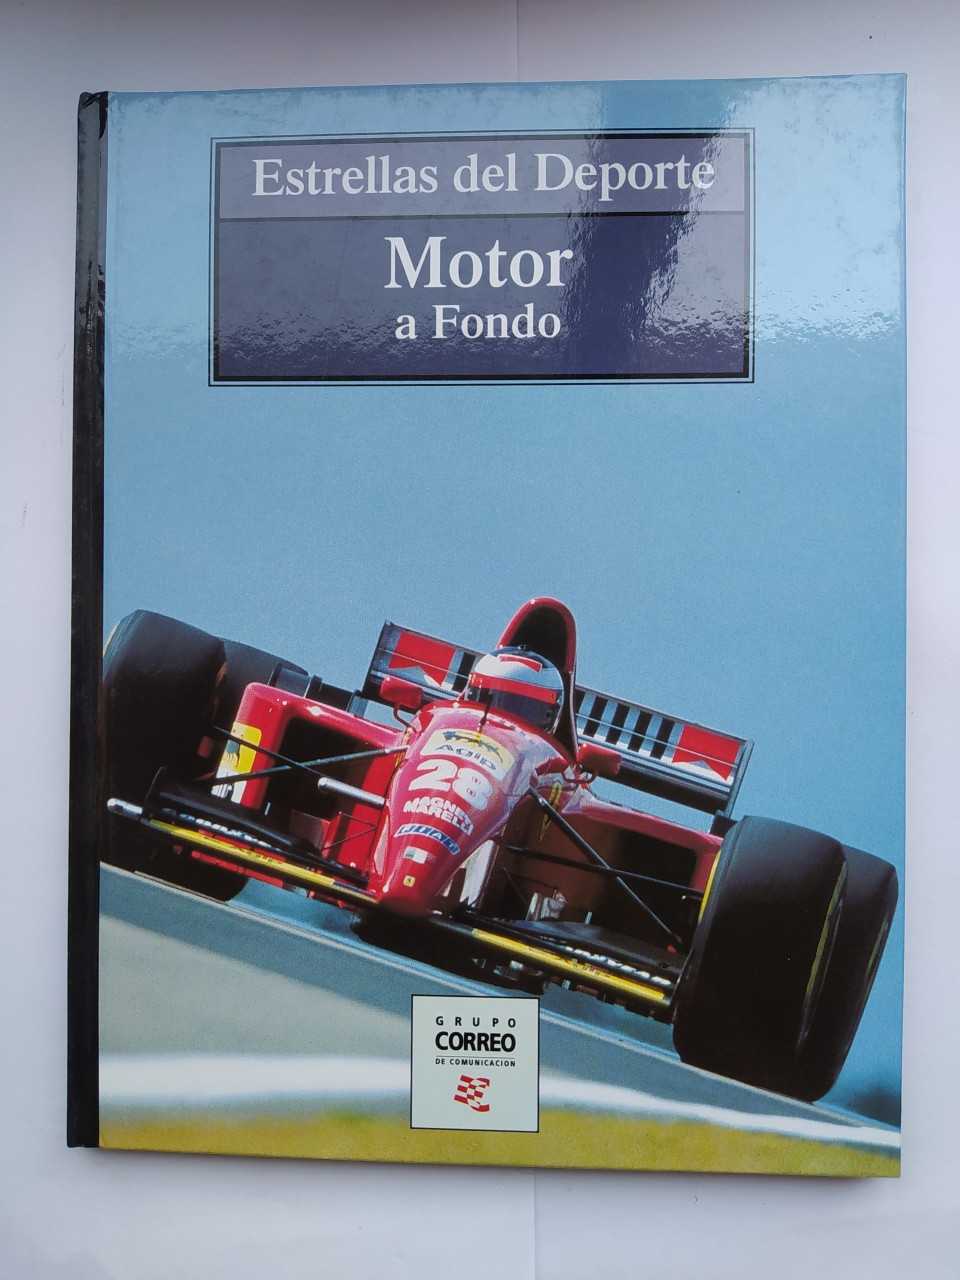 Estrellas del Deporte
Motor
a Fondo
Agip
28
MAGNETI
MARELLI
GRUPO
CORREO
DE COMUNICACION